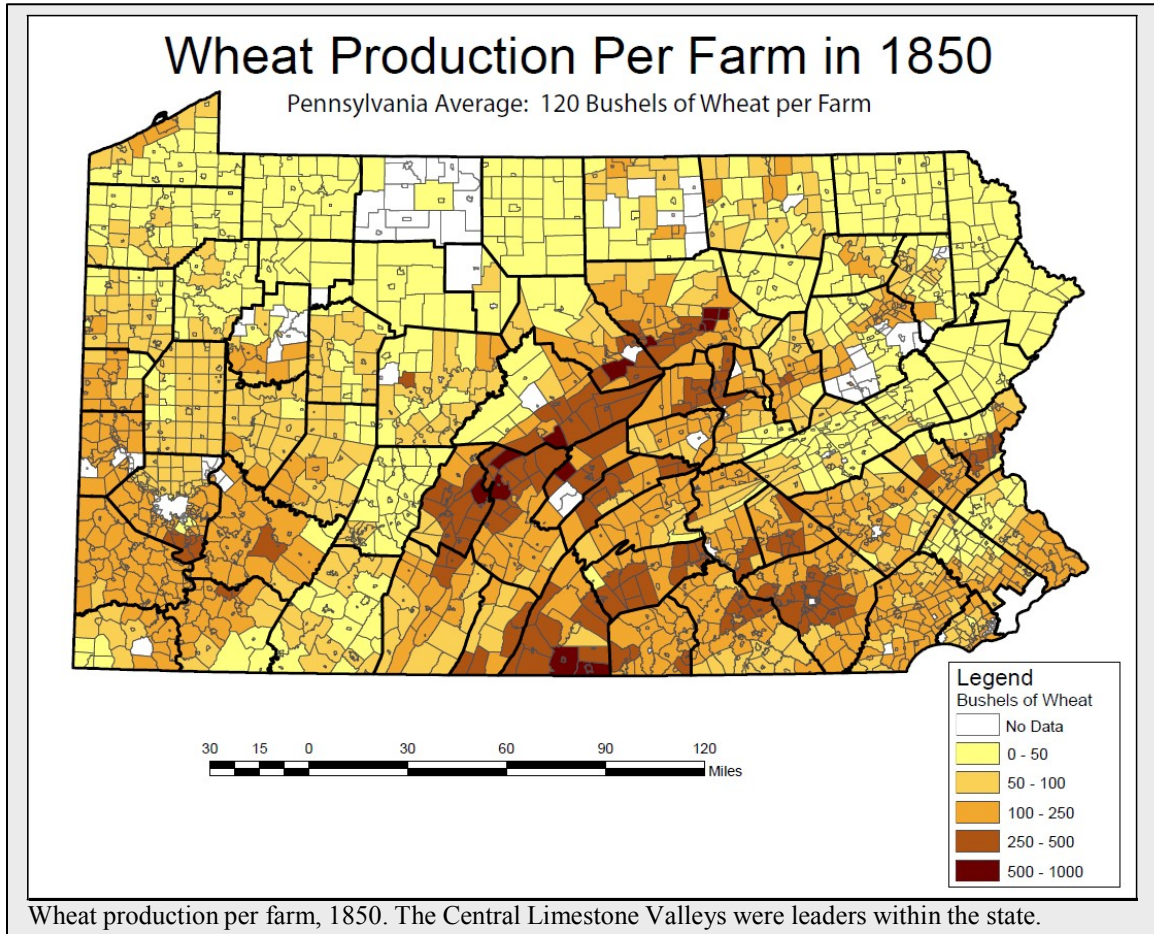 Wheat Production Per Farm in 1850
Pennsylvania Average: 120 Bushels of Wheat per Farm
Legend
Bushels of Wheat
No Data
0 - 50
50 - 100
100 - 250
250 - 500
500 - 1000
30 15 0 30 60 90 120
Miles
Wheat production per farm, 1850. The Central Limestone Valleys were leaders within the state.